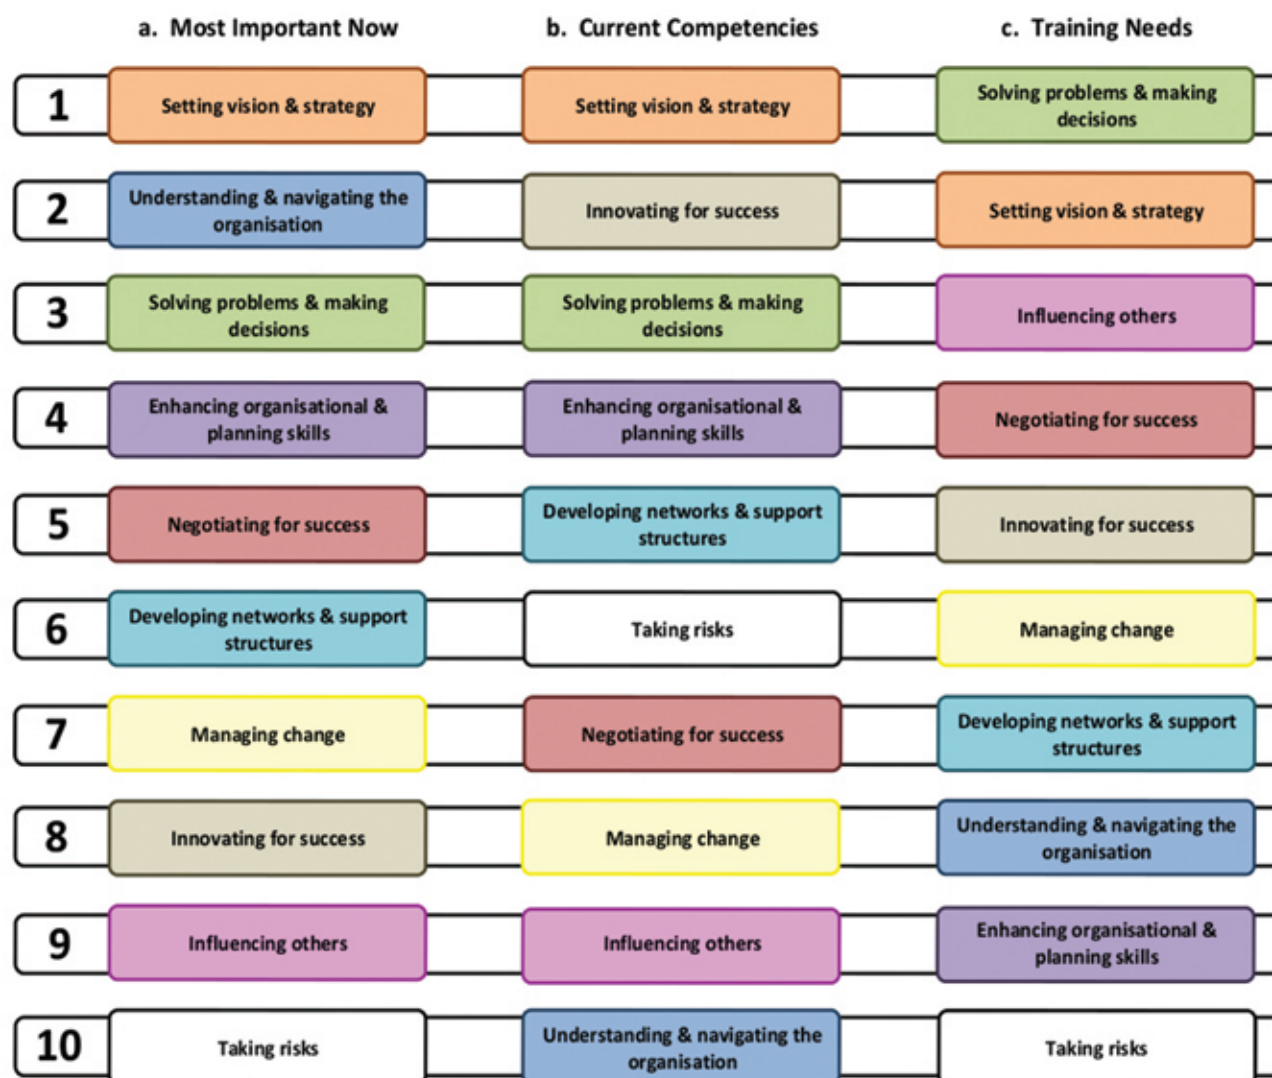 a. Most Important Now
b. Current Competencies
c. Training Needs
1
Setting vision & strategy
Setting vision & strategy
Solving problems & making
decisions
2
Understanding & navigating the
organisation
Innovating for success
Setting vision & strategy
3
Solving problems & making
decisions
Solving problems & making
decisions
Influencing others
4
Enhancing organisational &
planning skills
Enhancing organisational &
planning skills
Negotiating for success
5
Negotiating for success
Developing networks & support
structures
Innovating for success
6
Developing networks & support
structures
Taking risks
Managing change
7
Managing change
Negotiating for success
Developing networks & support
structures
8
Innovating for success
Managing change
Understanding & navigating the
organisation
9
Influencing others
Influencing others
Enhancing organisational &
planning skills
10
Taking risks
Understanding & navigating the
organisation
Taking risks